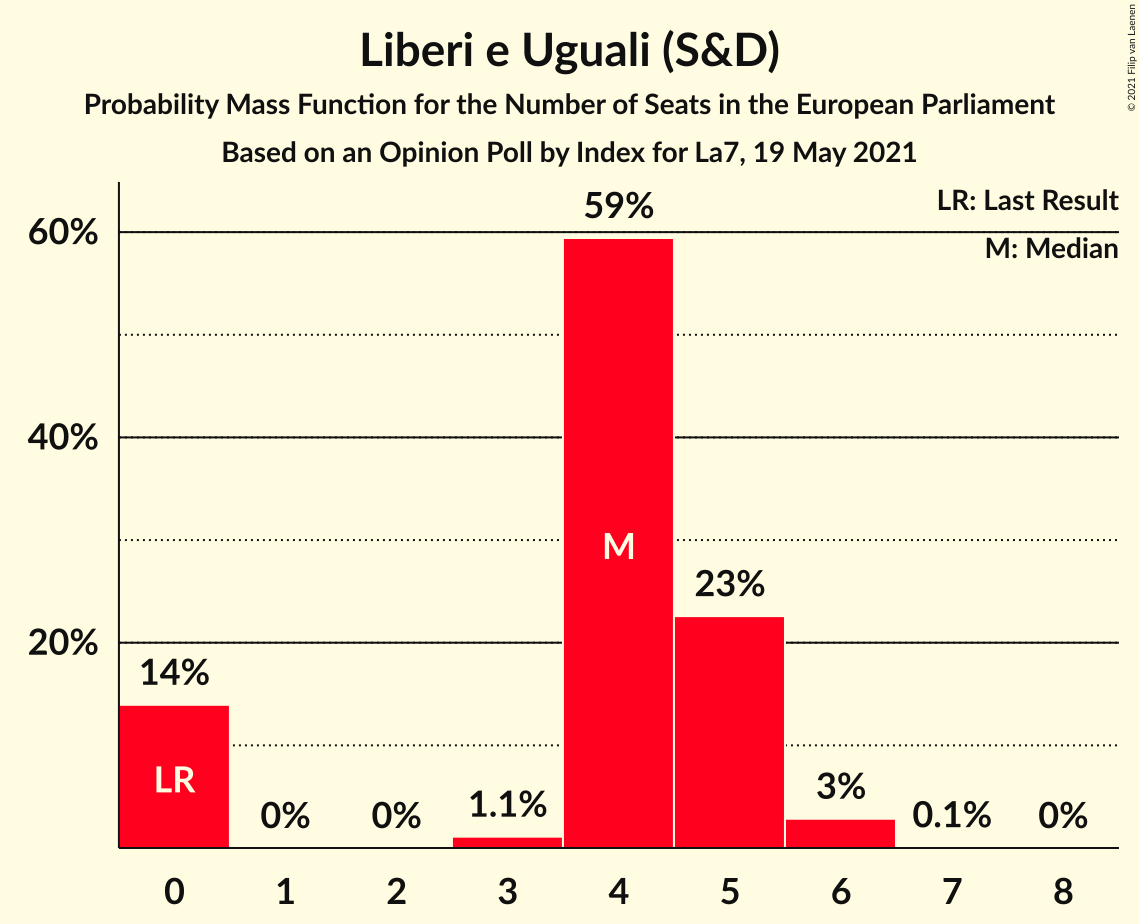 Liberi e Uguali (S&D)
Probability Mass Function for the Number of Seats in the European Parliament
Based on an Opinion Poll by Index for La7, 19 May 2021
© 2021 Filip van Laenen
LR: Last Result
M: Median
60%
40%
20%
14%
0%
0%
1.1%
59%
23%
3%
0.1%
0%
LR
M
0 1 2 3 4 5 6 7 8